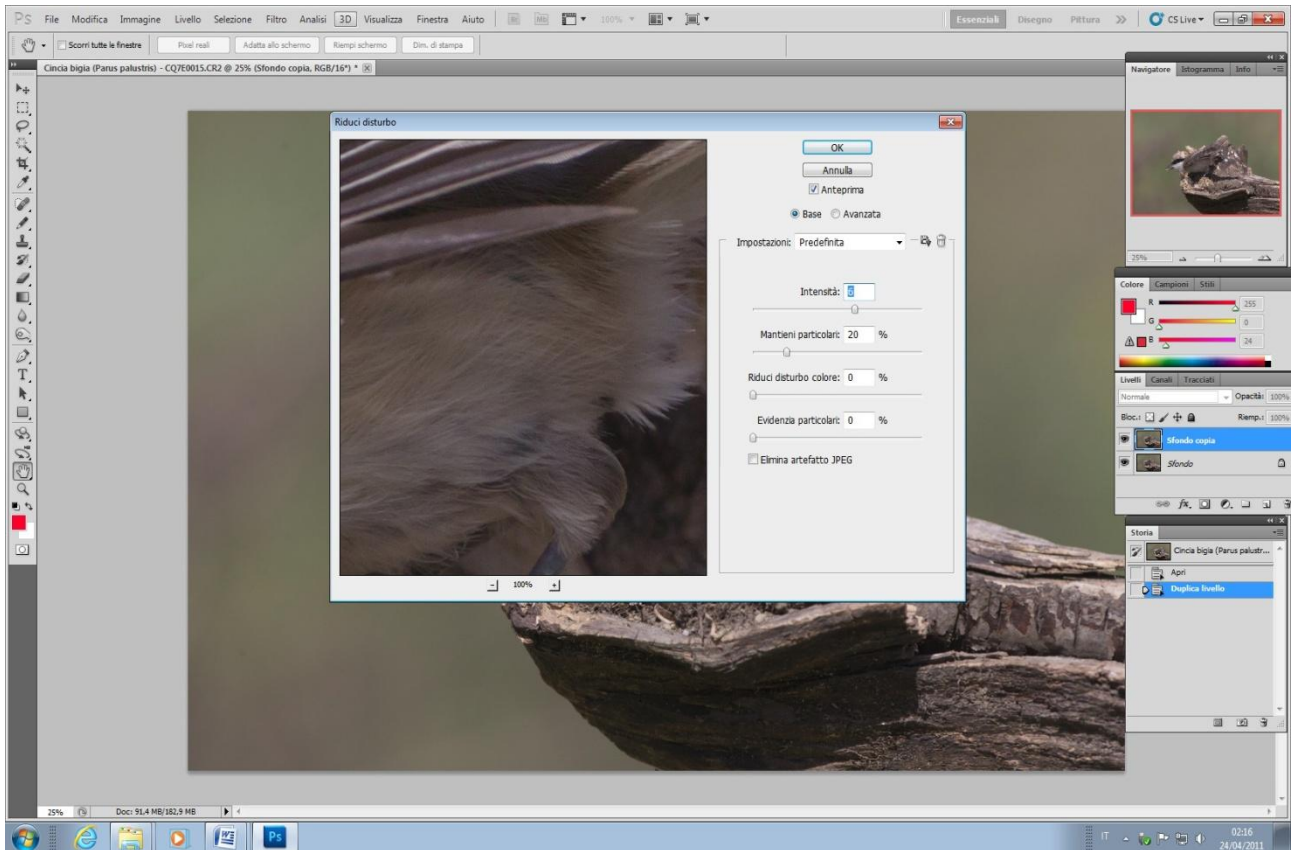 PS File Modifica Immagine Livello Selezione Filtro Analisi 3D Visualizza Finestra Aiuto Br Mb 100% Essenziali Disegno Pittura CS Live
Scorri tutte le finestre Pixel reali Adatta allo schermo Riempi schermo Dim. di stampa
Cincia bigia (Parus palustris) - CQ7E0015.CR2 @ 25% (Sfondo copia, RGB/16*) *
Riduci disturbo
OK
Annulla
Anteprima
Base Avanzata
Impostazioni: Predefinita
Intensità: 6
Mantieni particolari: 20 %
Riduci disturbo colore: 0 %
Evidenzia particolari: 0 %
Elimina artefatto JPEG
100%
Navigatore Istogramma Info
25%
Colore Campioni Stili
R 255
G 0
B 24
Livelli Canali Tracciati
Normale Opacità: 100%
Bloc.: Riemp.: 100%
Sfondo copia
Sfondo
fx.
Storia
Cincia bigia (Parus palustr...
Apri
Duplica livello
25% Doc: 91,4 MB/182,9 MB
Ps
IT 02:16
24/04/2011